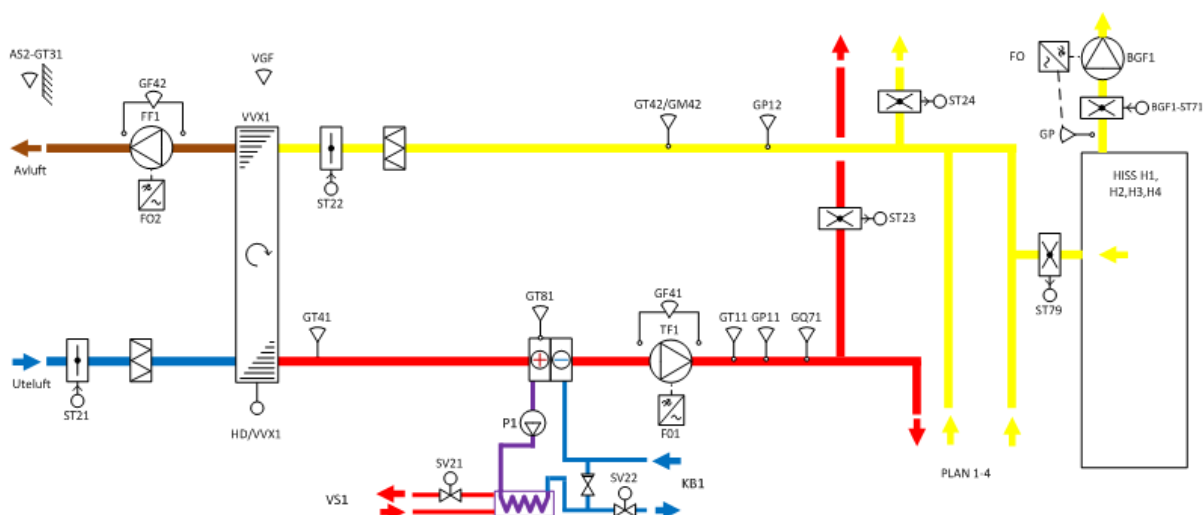 AS2-GT31
VGF
FO
BGF1
GF42
FF1
VVX1
GT42/GM42
GP12
ST24
BGF1-ST71
GP
Avluft
FO2
ST22
HISS H1,
H2,H3,H4
ST23
GT41
GT81
GF41
TF1
GT11
GP11
GQ71
ST79
Uteluft
ST21
HD/VVX1
P1
F01
PLAN 1-4
SV21
SV22
KB1
VS1